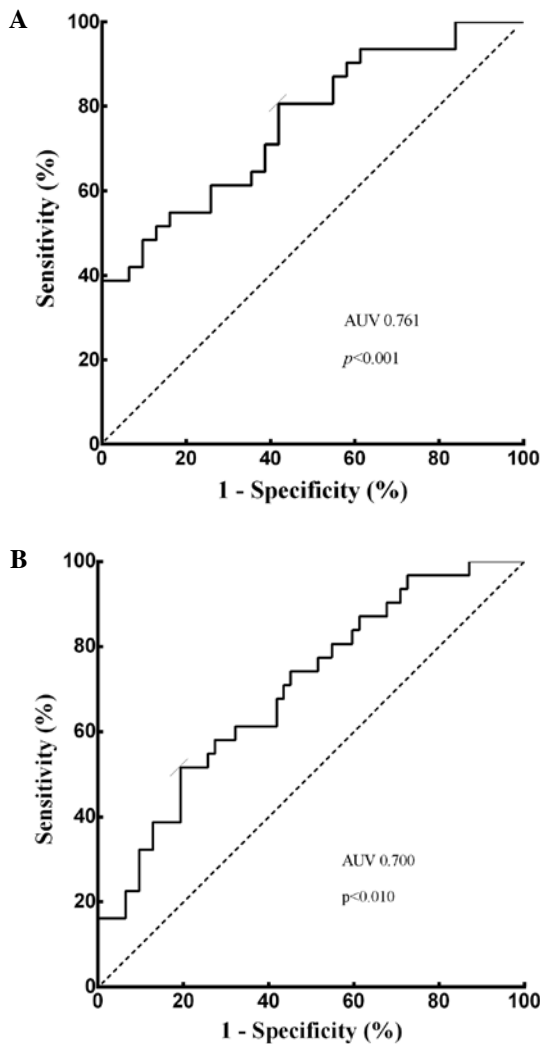 A
100
80
60
40
20
0
Sensitivity (%)
AUV 0.761
p<0.001
0 20 40 60 80 100
1 - Specificity (%)
B
100
80
60
40
20
0
Sensitivity (%)
AUV 0.700
p<0.010
0 20 40 60 80 100
1 - Specificity (%)